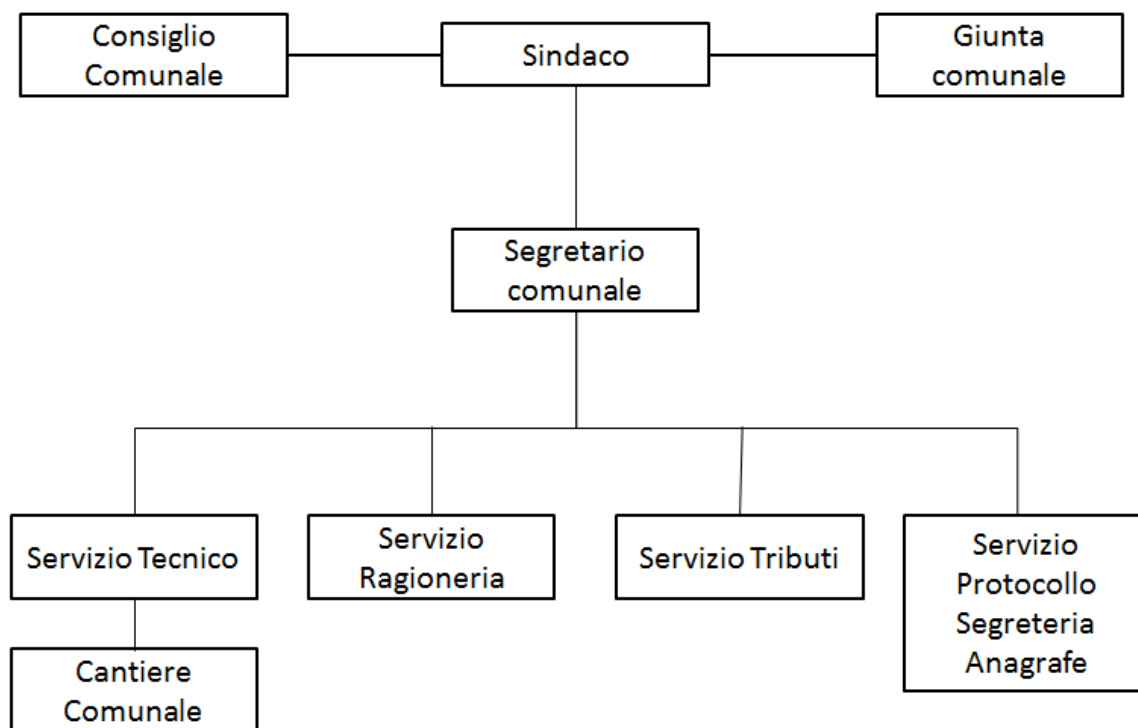 Consiglio
Comunale
Sindaco
Giunta
comunale
Segretario
comunale
Servizio Tecnico
Servizio
Ragioneria
Servizio Tributi
Servizio
Protocollo
Segreteria
Anagrafe
Cantiere
Comunale